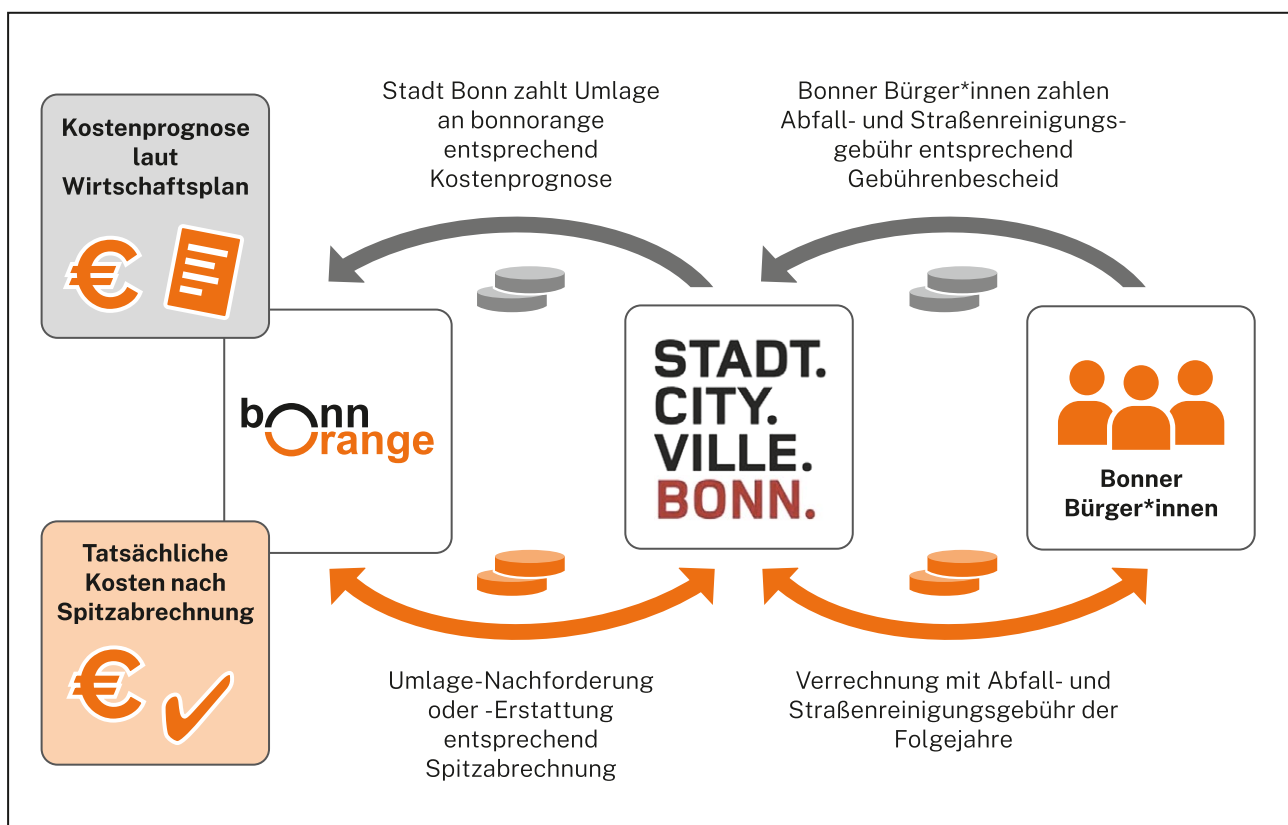 Kostenprognose
laut
Wirtschaftsplan
Stadt Bonn zahlt Umlage
an bonnorange
entsprechend
Kostenprognose
Bonner Bürger*innen zahlen
Abfall- und Straßenreinigungs-
gebühr entsprechend
Gebührenbescheid
bonn
orange
STADT.
CITY.
VILLE.
BONN.
Bonner
Bürger*innen
Tatsächliche
Kosten nach
Spitzabrechnung
Umlage-Nachforderung
oder -Erstattung
entsprechend
Spitzabrechnung
Verrechnung mit Abfall- und
Straßenreinigungsgebühr der
Folgejahre